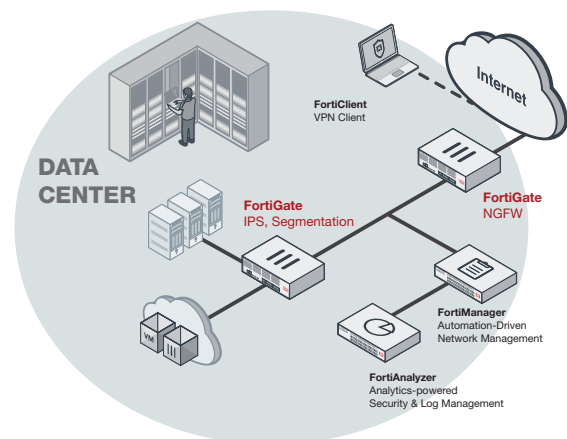 Internet
FortiClient
VPN Client
DATA
CENTER
FortiGate
IPS, Segmentation
FortiGate
NGFW
FortiManager
Automation-Driven
Network Management
VM
FortiAnalyzer
Analytics-powered
Security & Log Management